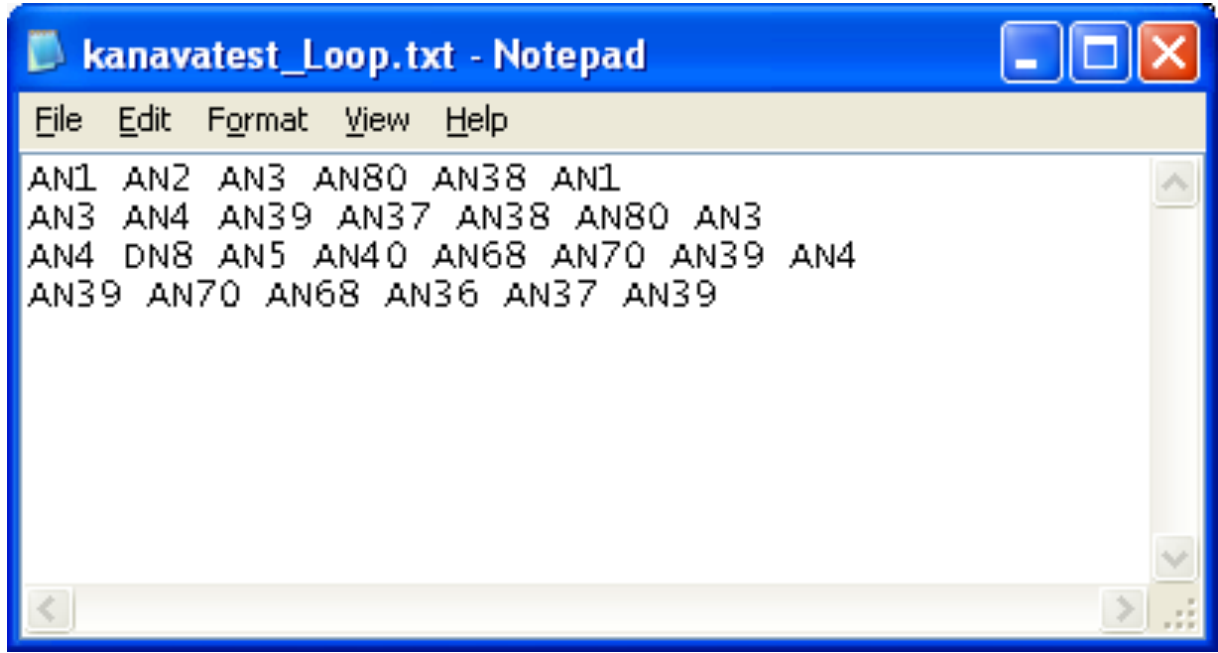 kanavatest_Loop.txt - Notepad
File Edit Format View Help
AN1 AN2 AN3 AN80 AN38 AN1
AN3 AN4 AN39 AN37 AN38 AN80 AN3
AN4 DN8 AN5 AN40 AN68 AN70 AN39 AN4
AN39 AN70 AN68 AN36 AN37 AN39